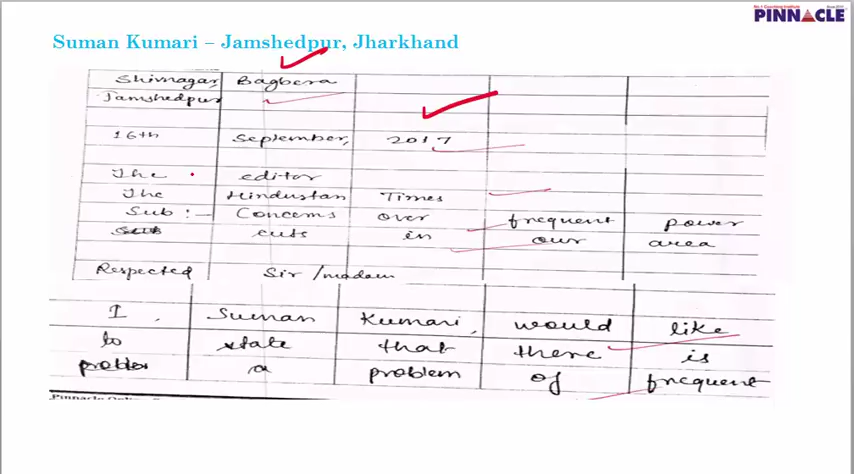 PINNACLE
Suman Kumari – Jamshedpur, Jharkhand
Shivnagar, Bagbera
Jamshedpur
16th September, 2017
The editor
The Hindustan Times
Sub :- Concerns over frequent power
cuts in our area
Respected Sir/madam
I, Suman Kumari, would like
to state that there is
a problem of frequent